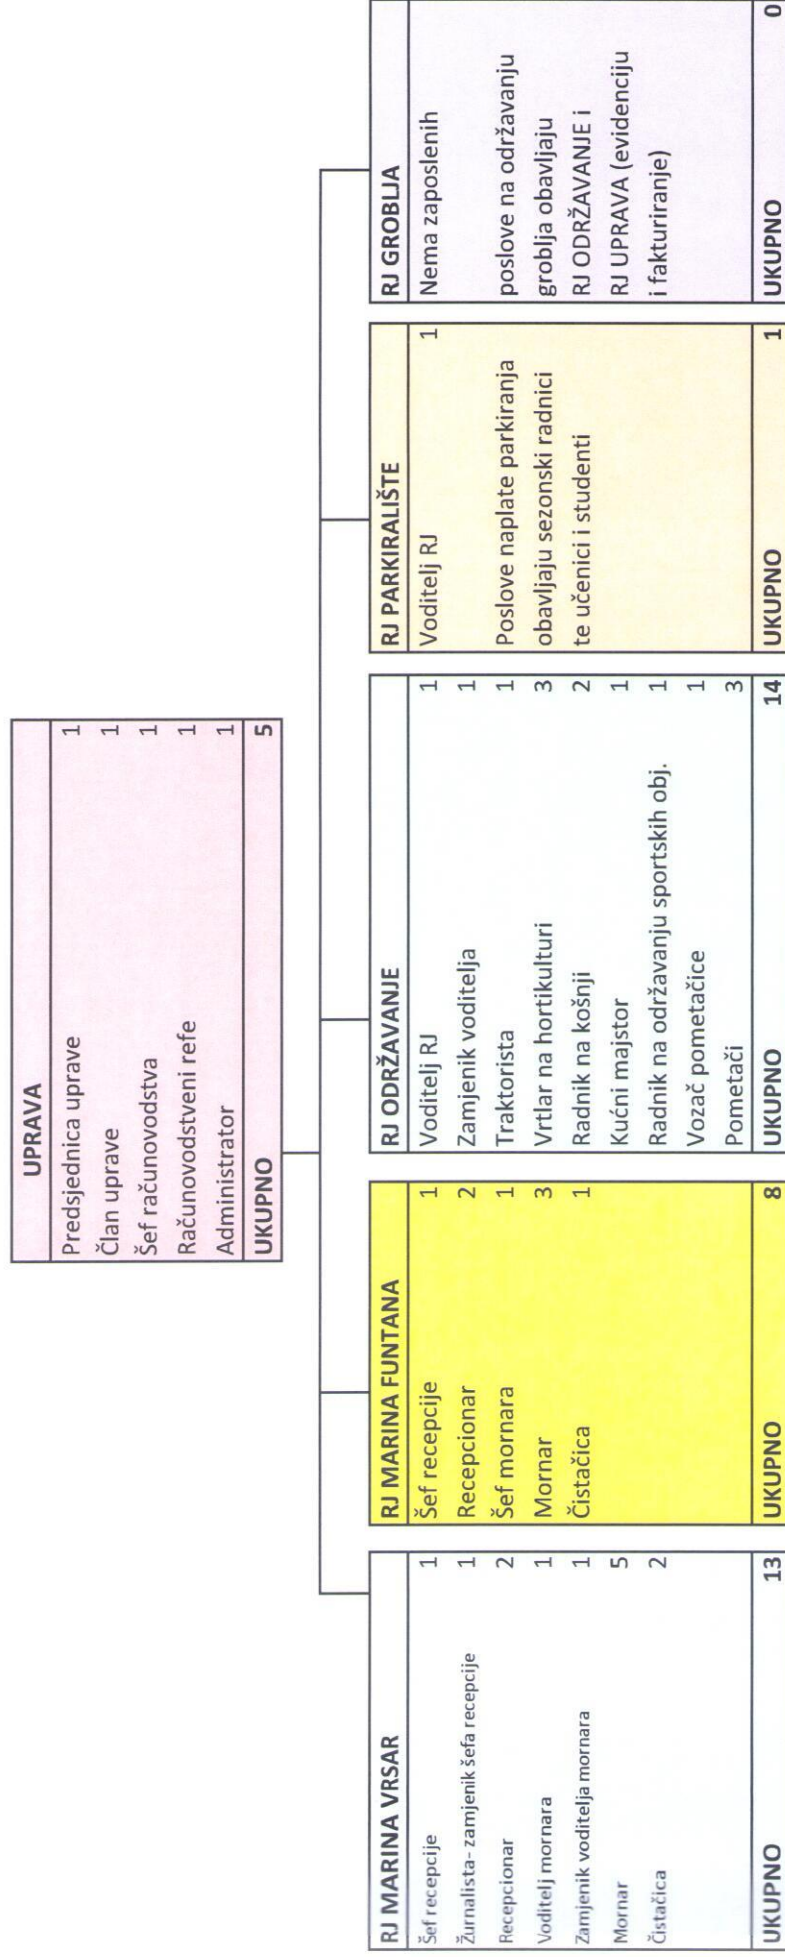 UPRAVA
Predsjednica uprave 1
Član uprave 1
Šef računovodstva 1
Računovodstveni refe 1
Administrator 1
UKUPNO 5
RJ MARINA VRSAR
Šef recepcije 1
Žurnalista- zamjenik šefa recepcije 1
Recepcionar 2
Voditelj mornara 1
Zamjenik voditelja mornara 1
Mornar 5
Čistačica 2
UKUPNO 13
RJ MARINA FUNTANA
Šef recepcije 1
Recepcionar 2
Šef mornara 1
Mornar 3
Čistačica 1
UKUPNO 8
RJ ODRŽAVANJE
Voditelj RJ 1
Zamjenik voditelja 1
Traktorista 1
Vrtlar na hortikulturi 3
Radnik na košnji 2
Kućni majstor 1
Radnik na održavanju sportskih obj. 1
Vozač pometačice 1
Pometači 3
UKUPNO 14
RJ PARKIRALIŠTE
Voditelj RJ 1
Poslove naplate parkiranja
obavljaju sezonski radnici
te učenici i studenti
UKUPNO 1
RJ GROBLJA
Nema zaposlenih
poslove na održavanju
groblja obavljaju
RJ ODRŽAVANJE i
RJ UPRAVA (evidenciju
i fakturiranje)
UKUPNO 0